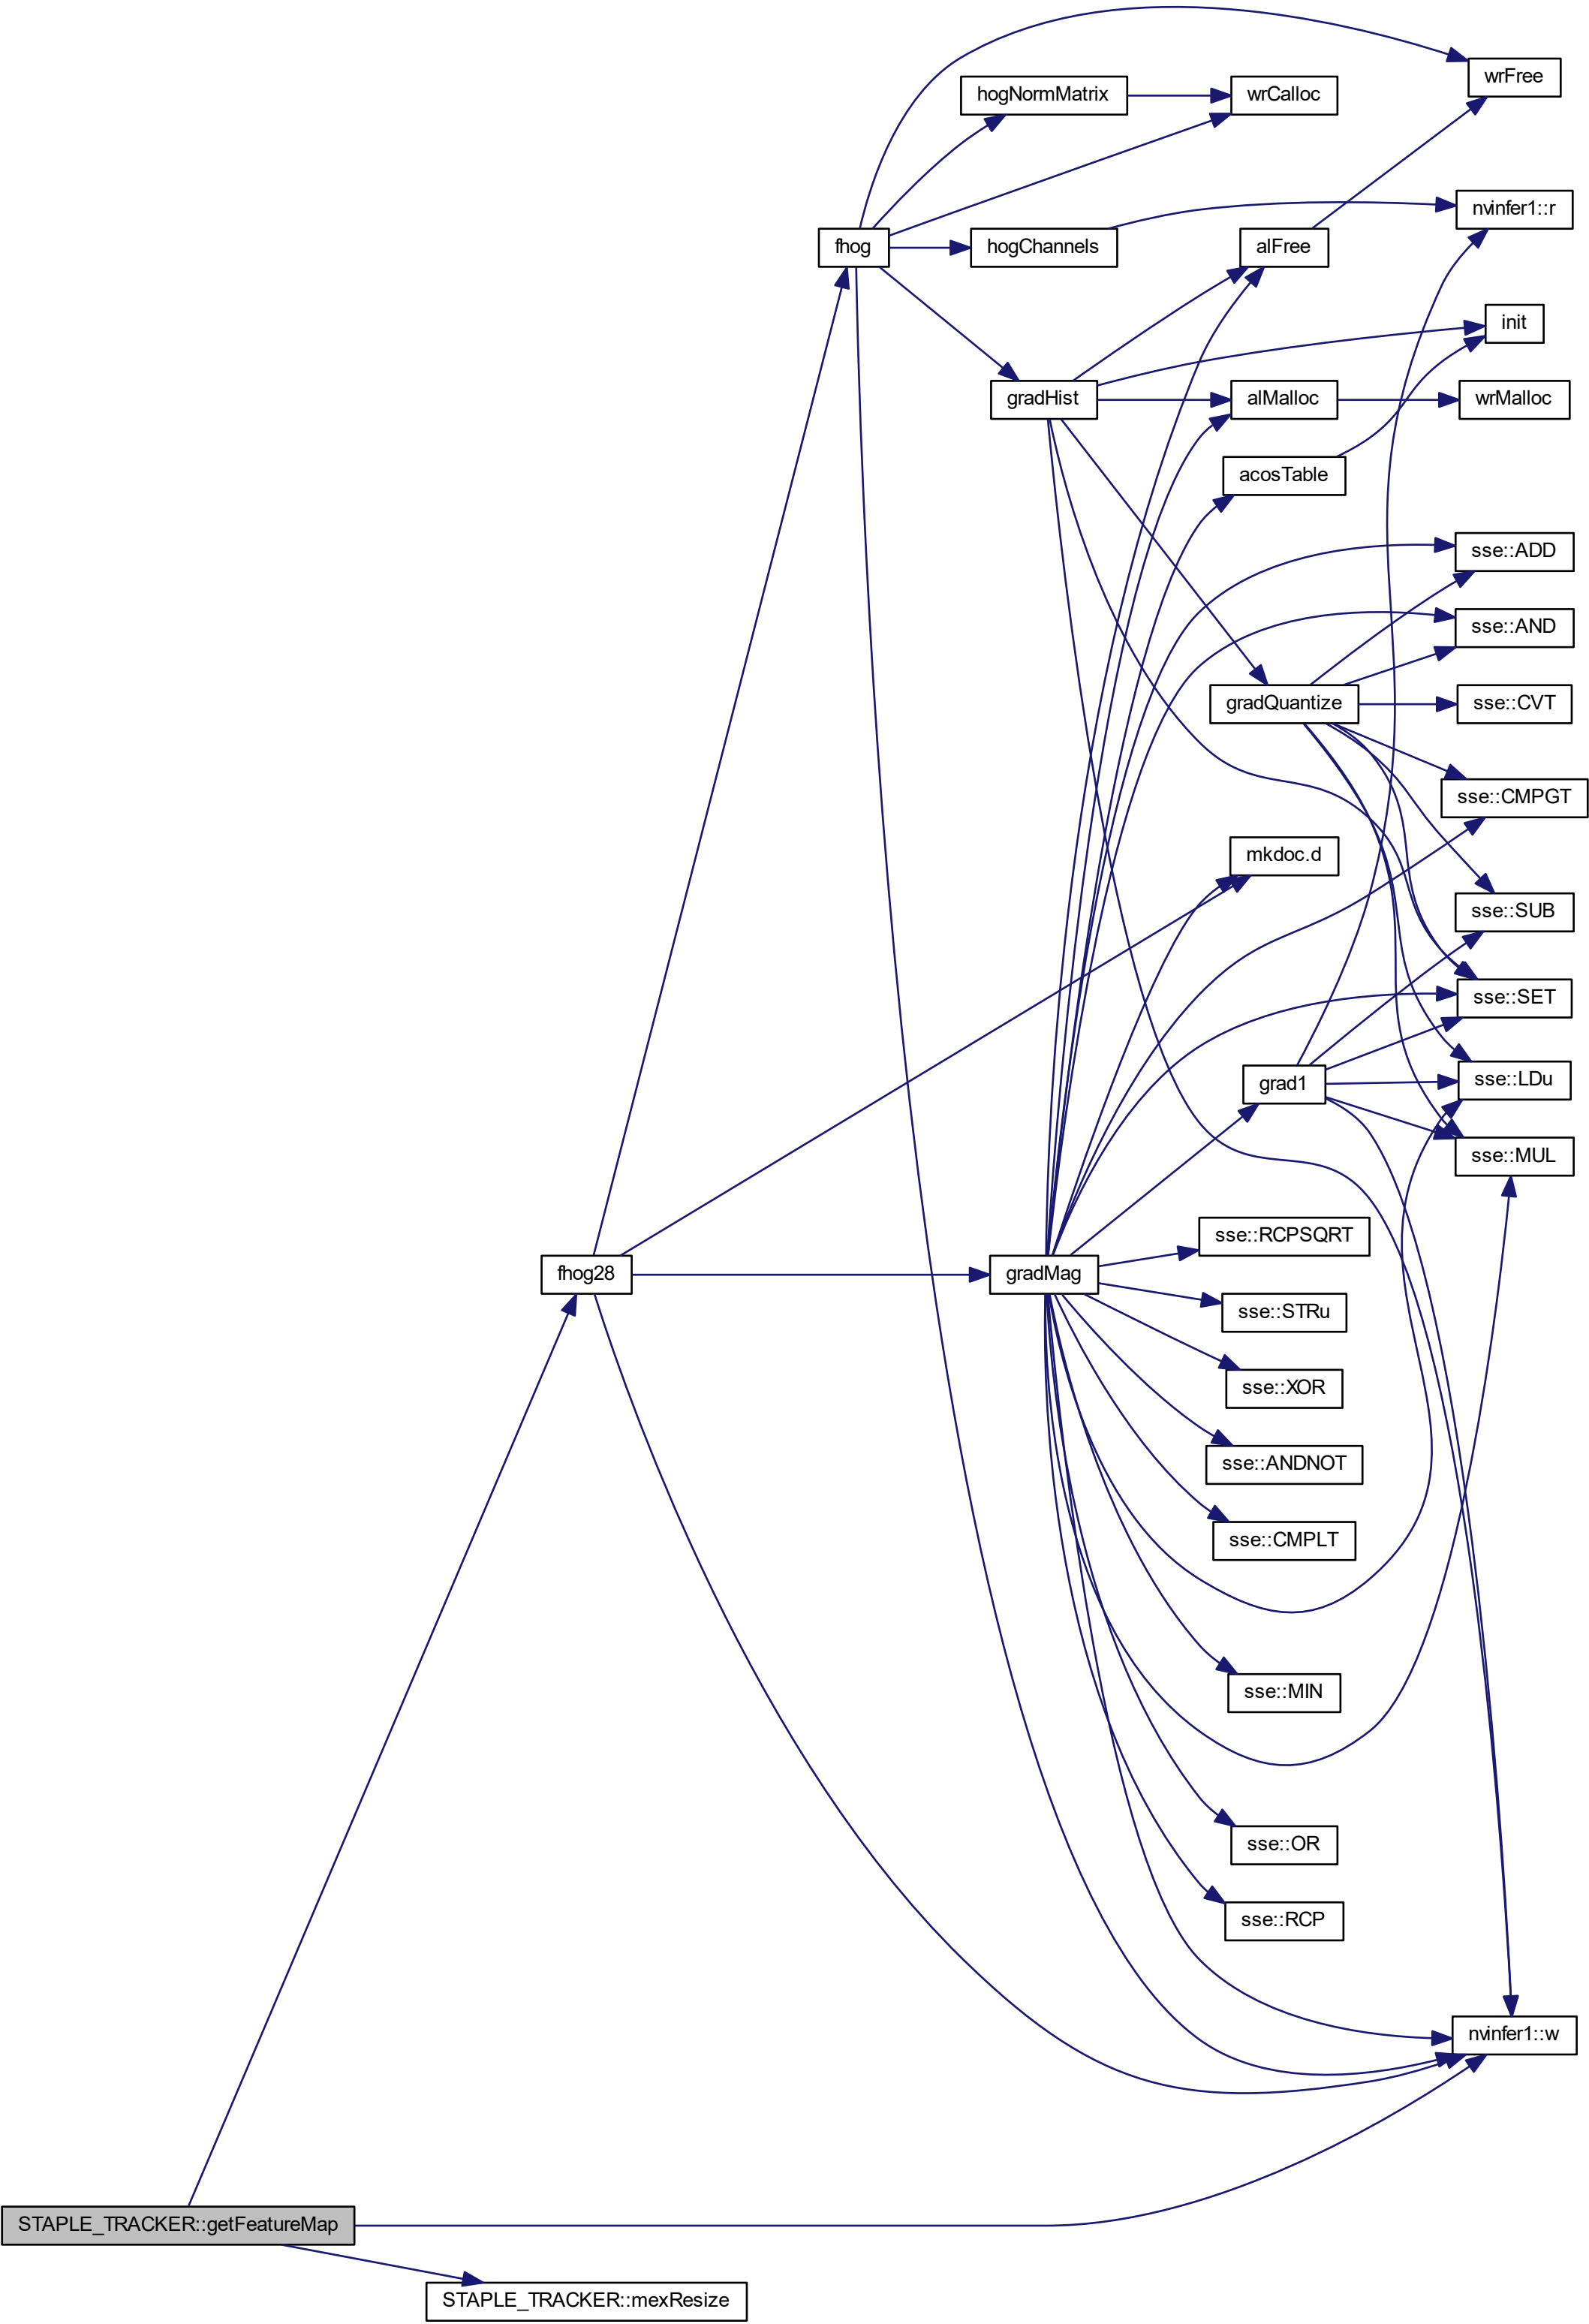 wrFree
hogNormMatrix
wrCalloc
nvinfer1::r
fhog
hogChannels
alFree
init
gradHist
alMalloc
wrMalloc
acosTable
sse::ADD
sse::AND
gradQuantize
sse::CVT
sse::CMPGT
mkdoc.d
sse::SUB
sse::SET
grad1
sse::LDu
sse::MUL
sse::RCPSQRT
fhog28
gradMag
sse::STRu
sse::XOR
sse::ANDNOT
sse::CMPLT
sse::MIN
sse::OR
sse::RCP
nvinfer1::w
STAPLE_TRACKER::getFeatureMap
STAPLE_TRACKER::mexResize